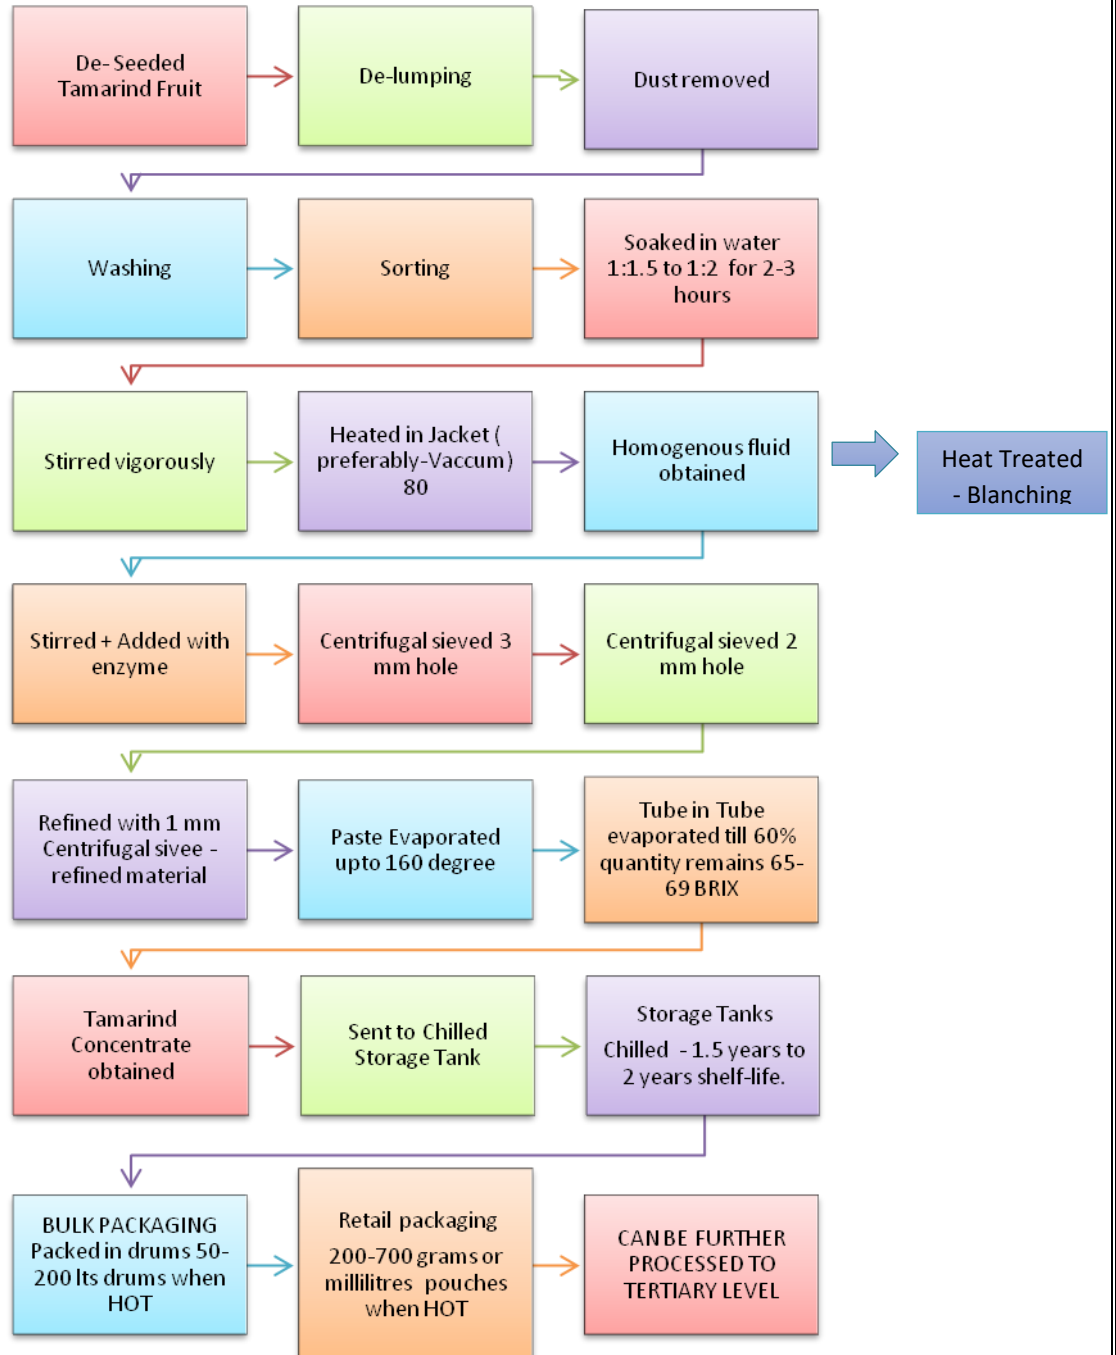 De- Seeded
Tamarind Fruit
De-lumping
Dust removed
Washing
Sorting
Soaked in water
1:1.5 to 1:2 for 2-3
hours
Stirred vigorously
Heated in Jacket (
preferably-Vaccum)
80
Homogenous fluid
obtained
Heat Treated
- Blanching
Stirred + Added with
enzyme
Centrifugal sieved 3
mm hole
Centrifugal sieved 2
mm hole
Refined with 1 mm
Centrifugal sivee -
refined material
Paste Evaporated
upto 160 degree
Tube in Tube
evaporated till 60%
quantity remains 65-
69 BRIX
Tamarind
Concentrate
obtained
Sent to Chilled
Storage Tank
Storage Tanks
Chilled - 1.5 years to
2 years shelf-life.
BULK PACKAGING
Packed in drums 50-
200 lts drums when
HOT
Retail packaging
200-700 grams or
millilitres pouches
when HOT
CAN BE FURTHER
PROCESSED TO
TERTIARY LEVEL